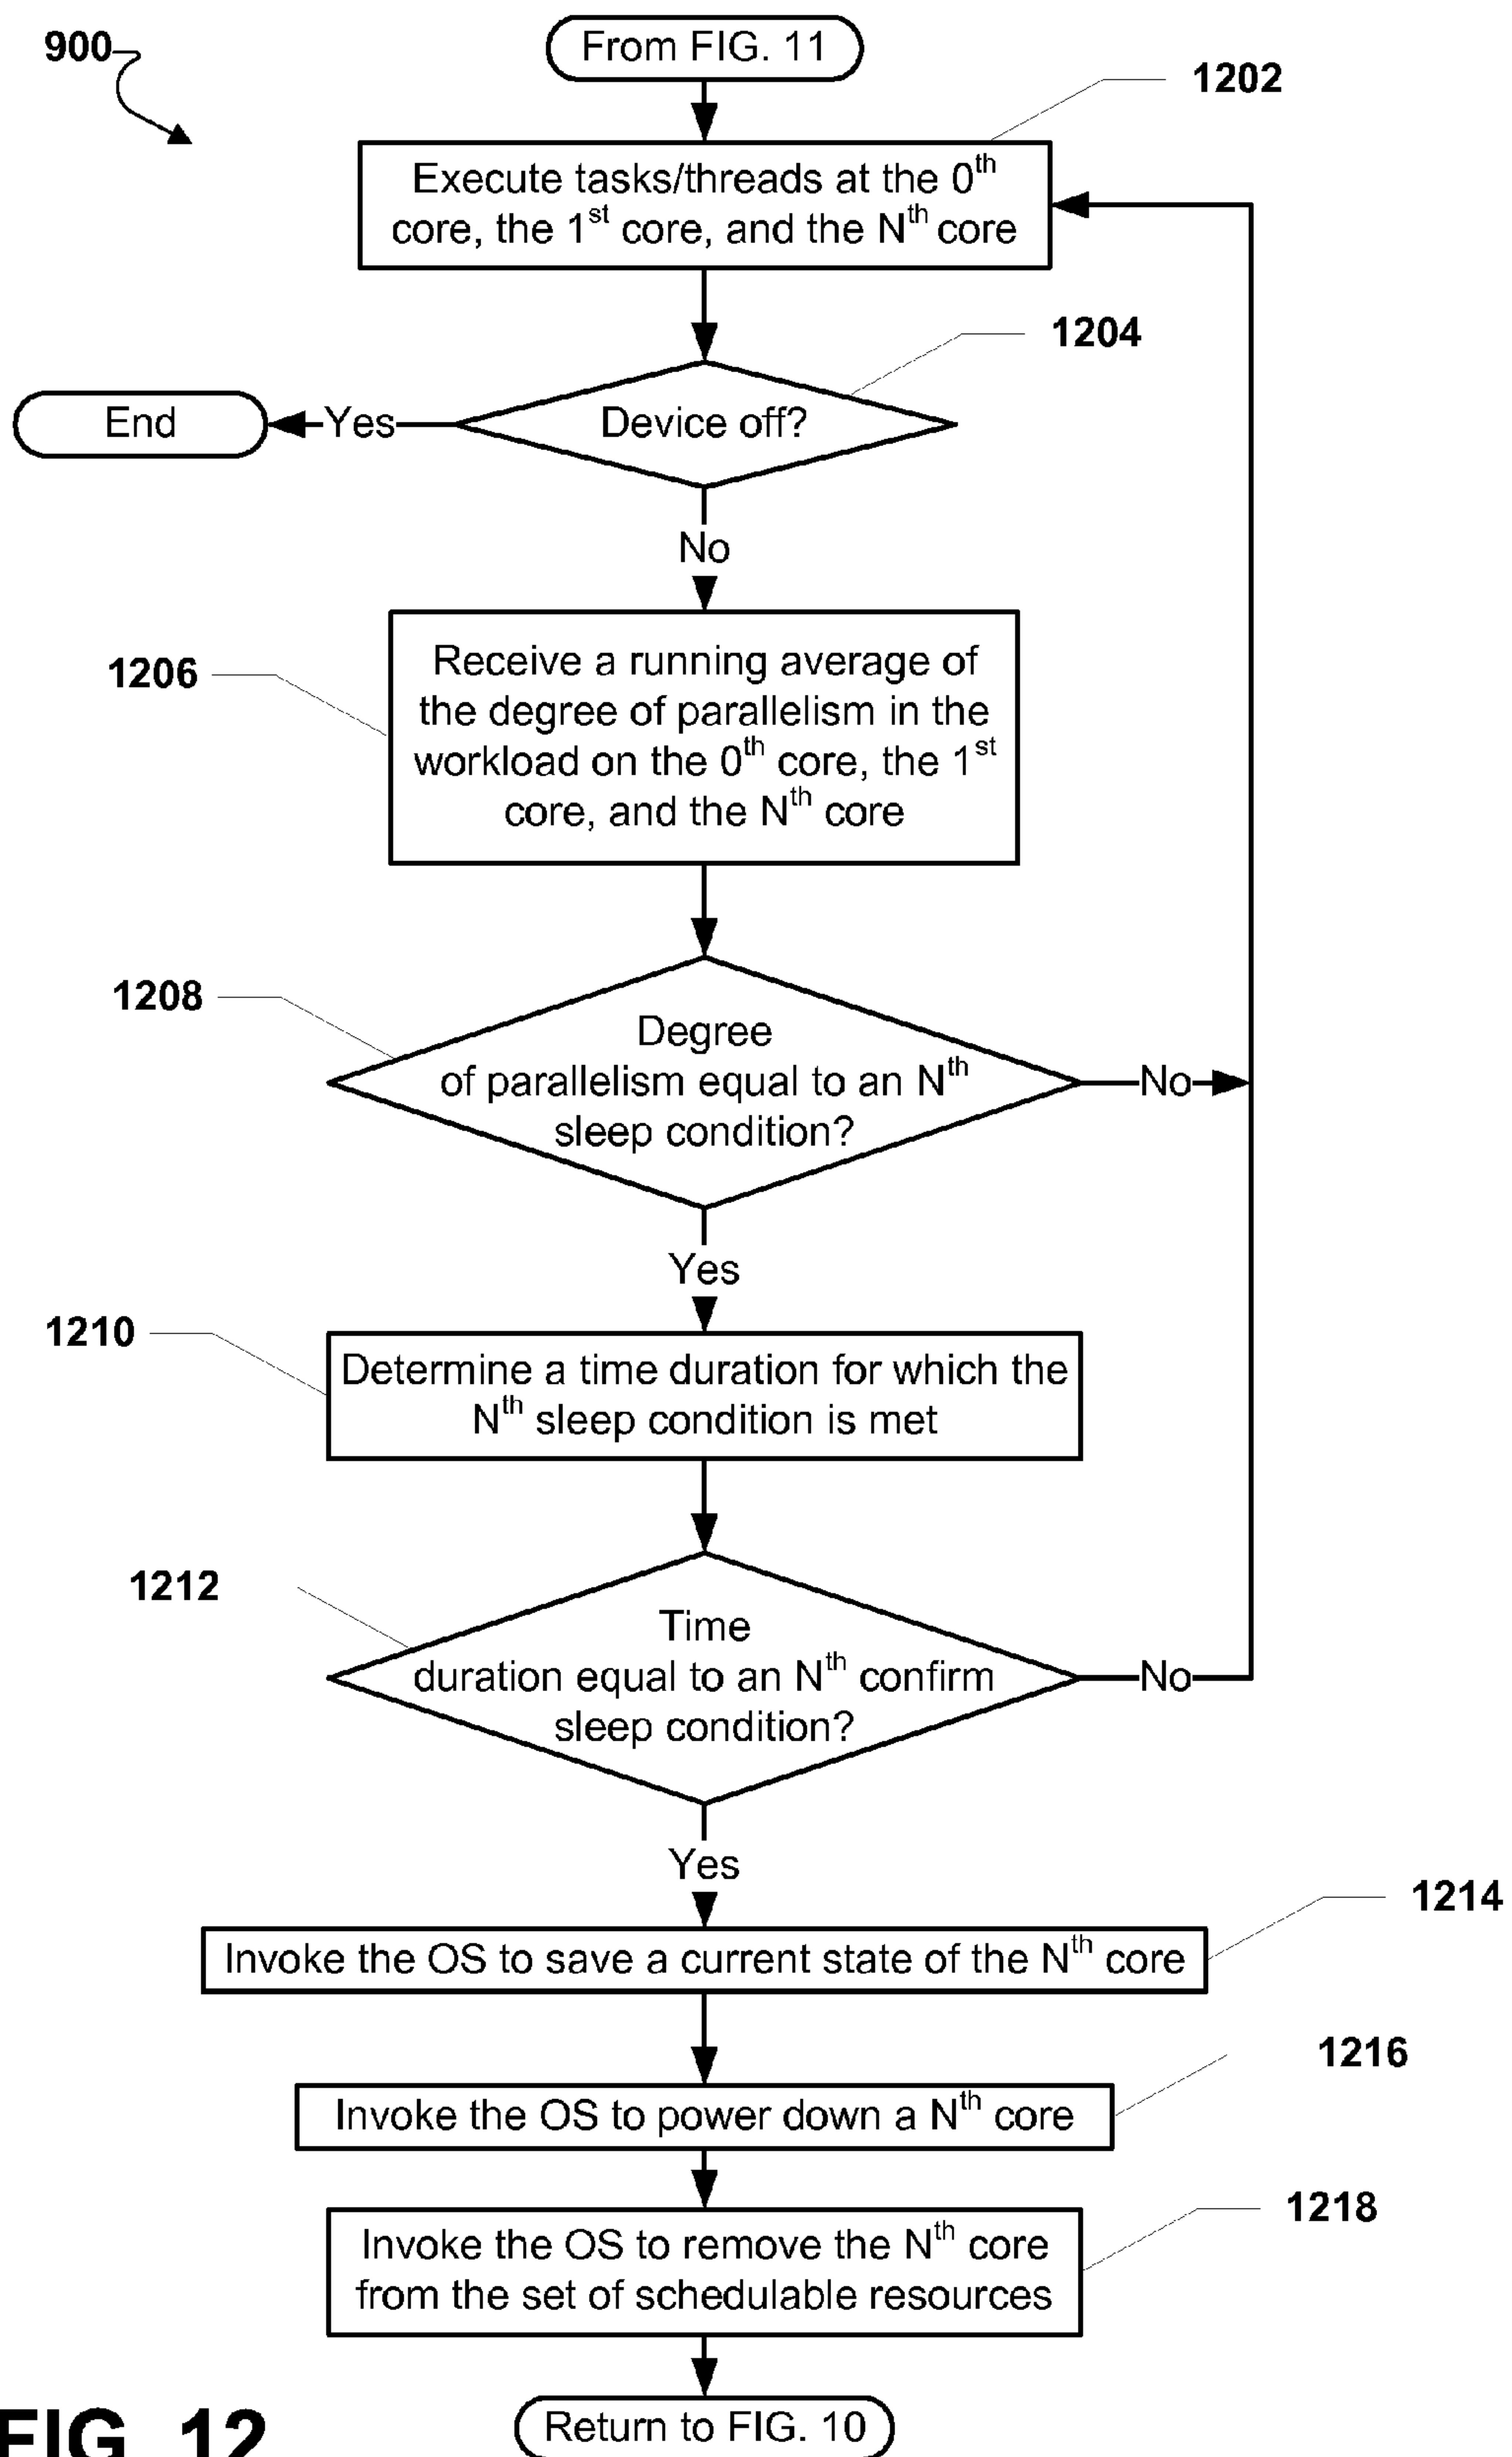 900
From FIG. 11
1202
Execute tasks/threads at the 0th
core, the 1st core, and the Nth core
1204
Device off?
Yes
End
No
1206
Receive a running average of
the degree of parallelism in the
workload on the 0th core, the 1st
core, and the Nth core
1208
Degree
of parallelism equal to an Nth
sleep condition?
No
Yes
1210
Determine a time duration for which the
Nth sleep condition is met
1212
Time
duration equal to an Nth confirm
sleep condition?
No
Yes
1214
Invoke the OS to save a current state of the Nth core
1216
Invoke the OS to power down a Nth core
1218
Invoke the OS to remove the Nth core
from the set of schedulable resources
Return to FIG. 10
FIG. 12